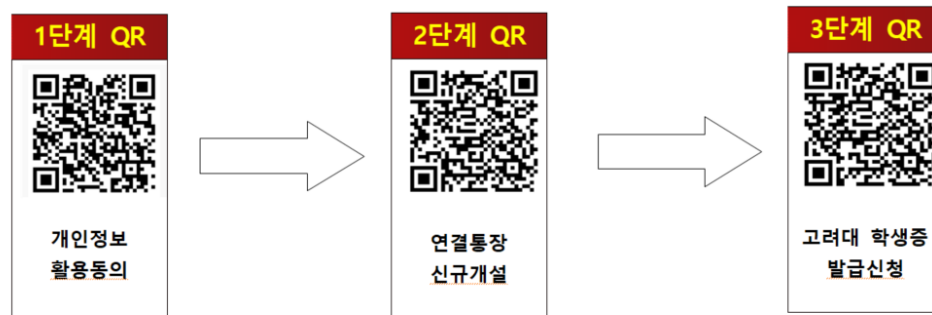 1단계 QR
개인정보
활용동의
2단계 QR
연결통장
신규개설
3단계 QR
고려대 학생증
발급신청